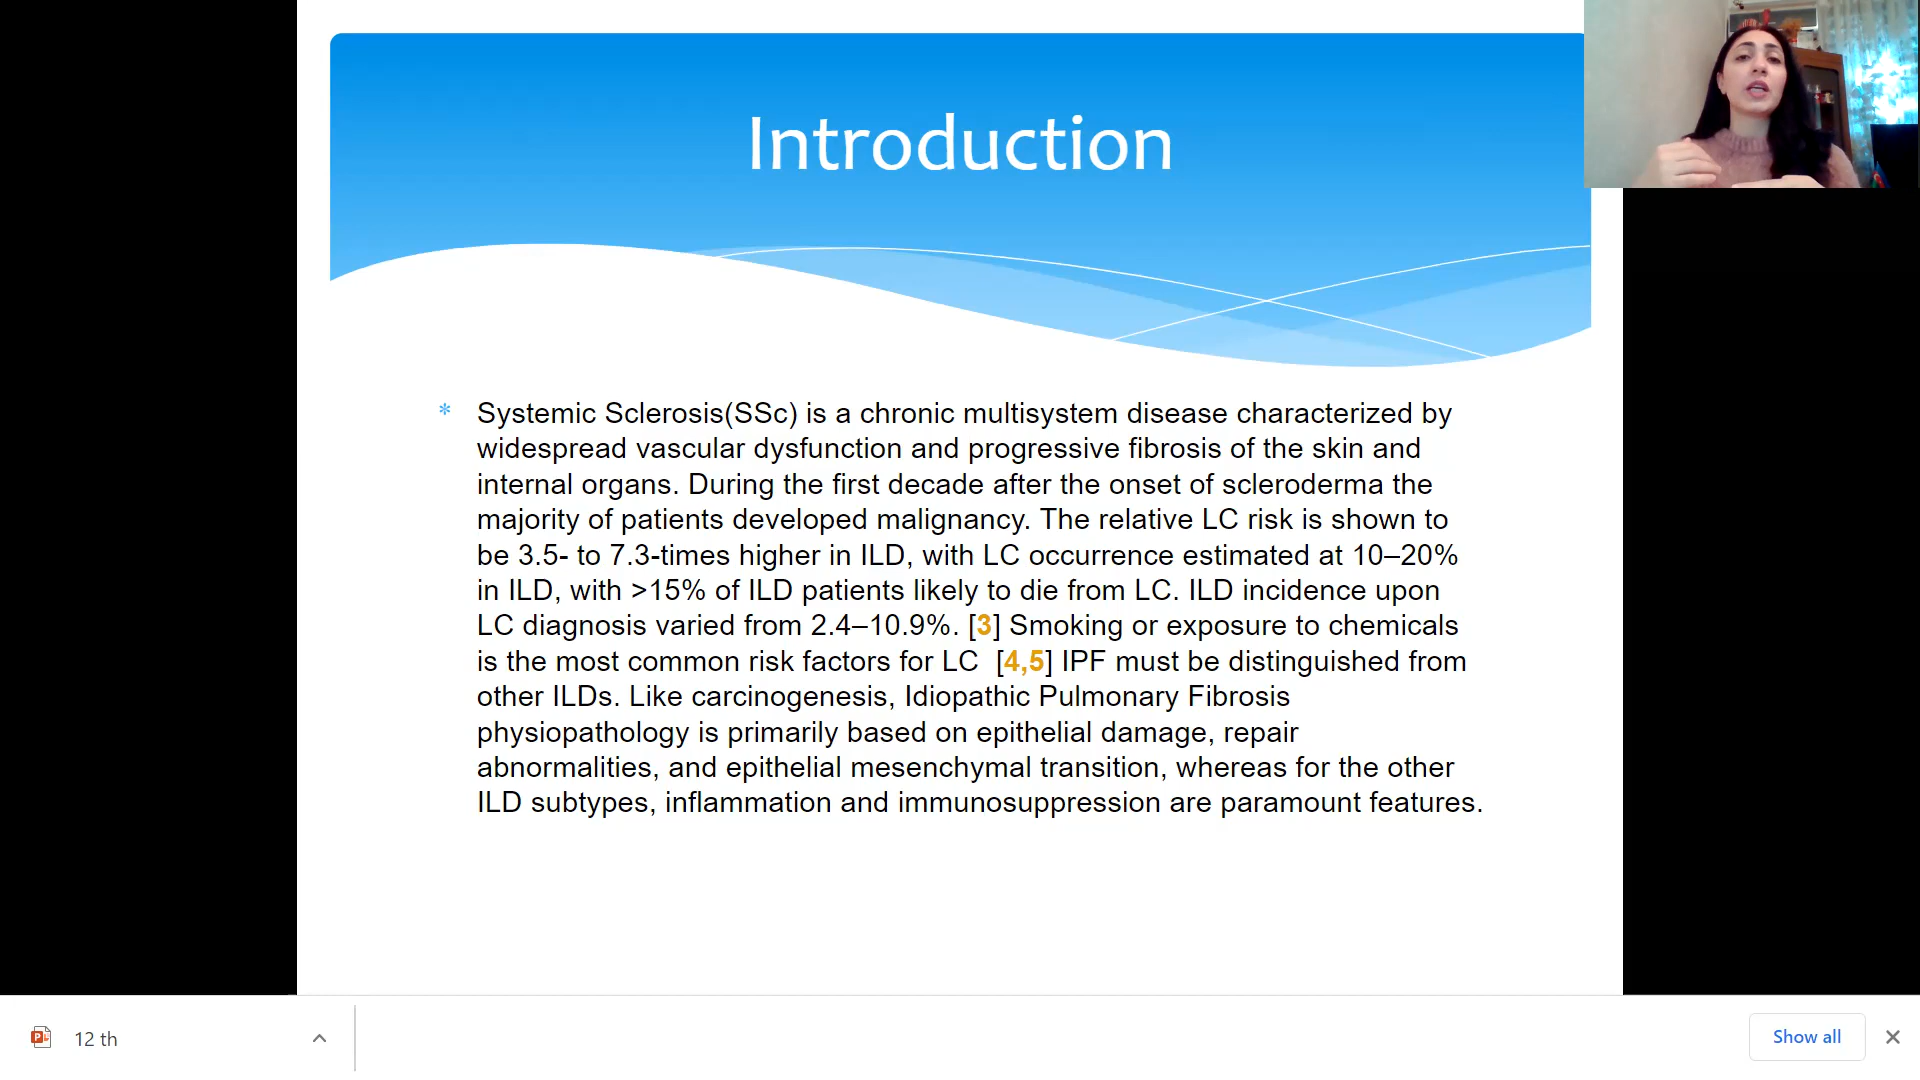 Introduction
* Systemic Sclerosis(SSc) is a chronic multisystem disease characterized by
widespread vascular dysfunction and progressive fibrosis of the skin and
internal organs. During the first decade after the onset of scleroderma the
majority of patients developed malignancy. The relative LC risk is shown to
be 3.5- to 7.3-times higher in ILD, with LC occurrence estimated at 10–20%
in ILD, with >15% of ILD patients likely to die from LC. ILD incidence upon
LC diagnosis varied from 2.4–10.9%. [3] Smoking or exposure to chemicals
is the most common risk factors for LC [4,5] IPF must be distinguished from
other ILDs. Like carcinogenesis, Idiopathic Pulmonary Fibrosis
physiopathology is primarily based on epithelial damage, repair
abnormalities, and epithelial mesenchymal transition, whereas for the other
ILD subtypes, inflammation and immunosuppression are paramount features.
12 th
Show all